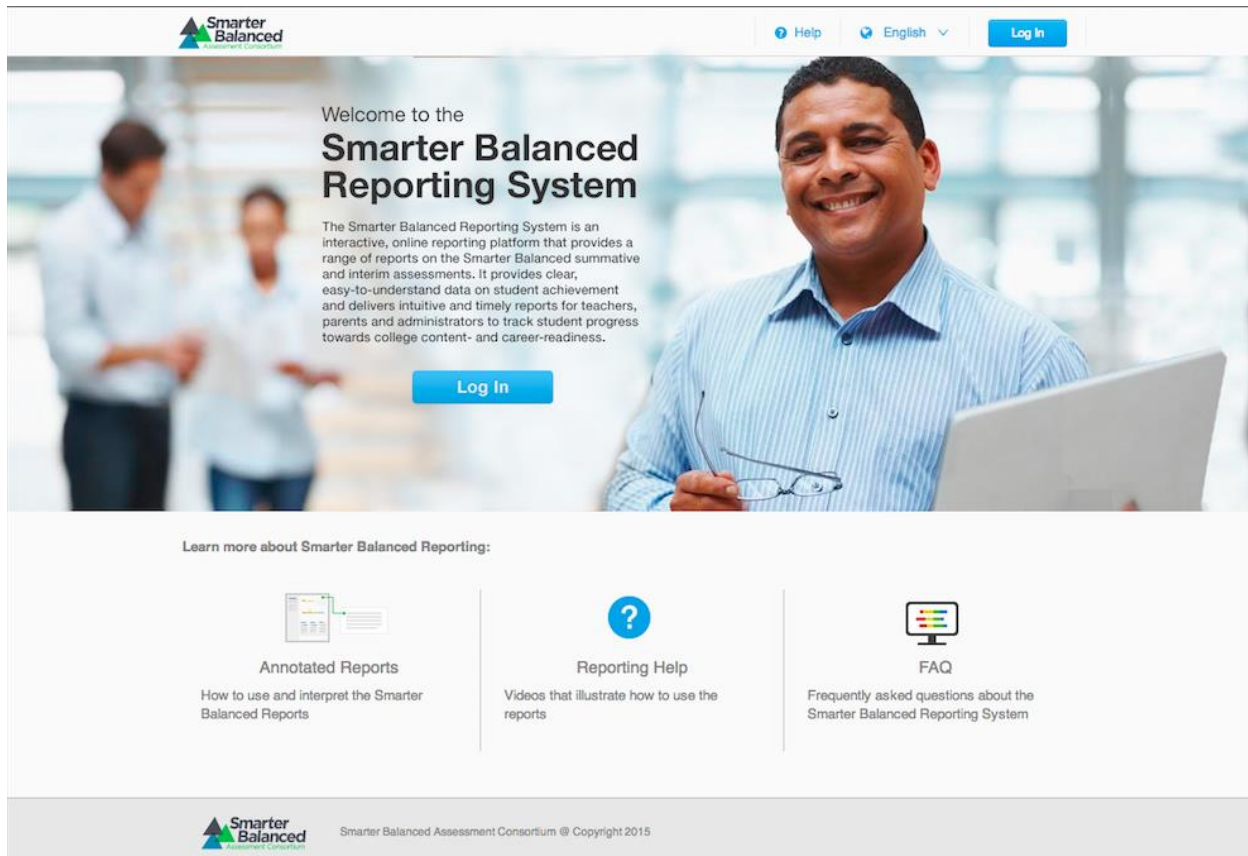 Smarter
Balanced
Assessment Consortium
Help
English
Log In
Welcome to the
Smarter Balanced
Reporting System
The Smarter Balanced Reporting System is an
interactive, online reporting platform that provides a
range of reports on the Smarter Balanced summative
and interim assessments. It provides clear,
easy-to-understand data on student achievement
and delivers intuitive and timely reports for teachers,
parents and administrators to track student progress
towards college content- and career-readiness.
Log In
Learn more about Smarter Balanced Reporting:
Annotated Reports
How to use and interpret the Smarter
Balanced Reports
?
Reporting Help
Videos that illustrate how to use the
reports
FAQ
Frequently asked questions about the
Smarter Balanced Reporting System
Smarter
Balanced
Assessment Consortium
Smarter Balanced Assessment Consortium @ Copyright 2015